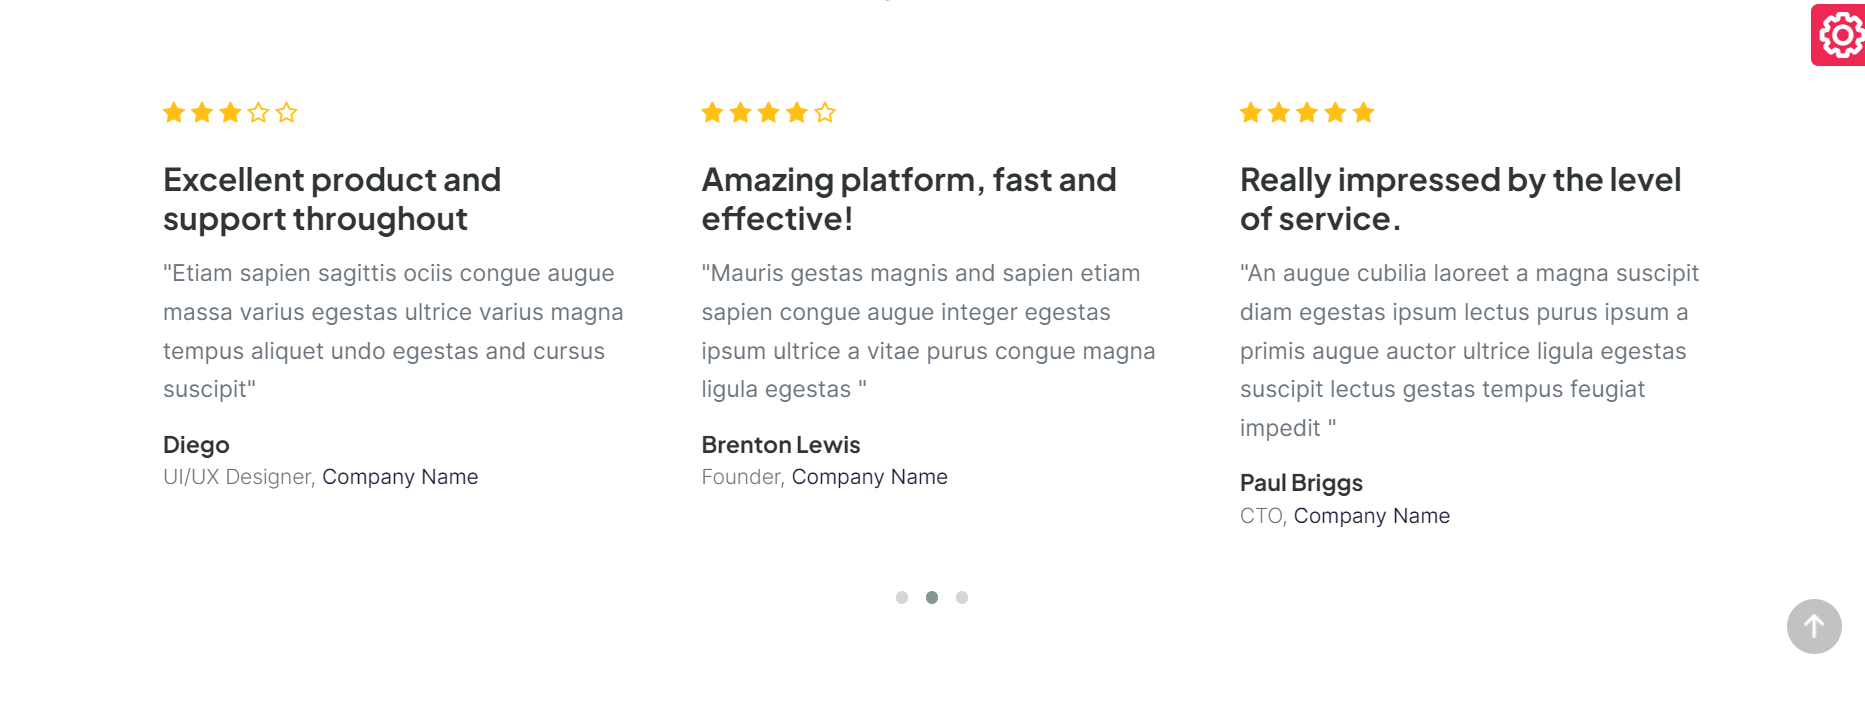 Excellent product and
support throughout
"Etiam sapien sagittis ociis congue augue
massa varius egestas ultrice varius magna
tempus aliquet undo egestas and cursus
suscipit"
Diego
UI/UX Designer, Company Name
Amazing platform, fast and
effective!
"Mauris gestas magnis and sapien etiam
sapien congue augue integer egestas
ipsum ultrice a vitae purus congue magna
ligula egestas "
Brenton Lewis
Founder, Company Name
Really impressed by the level
of service.
"An augue cubilia laoreet a magna suscipit
diam egestas ipsum lectus purus ipsum a
primis augue auctor ultrice ligula egestas
suscipit lectus gestas tempus feugiat
impedit "
Paul Briggs
CTO, Company Name